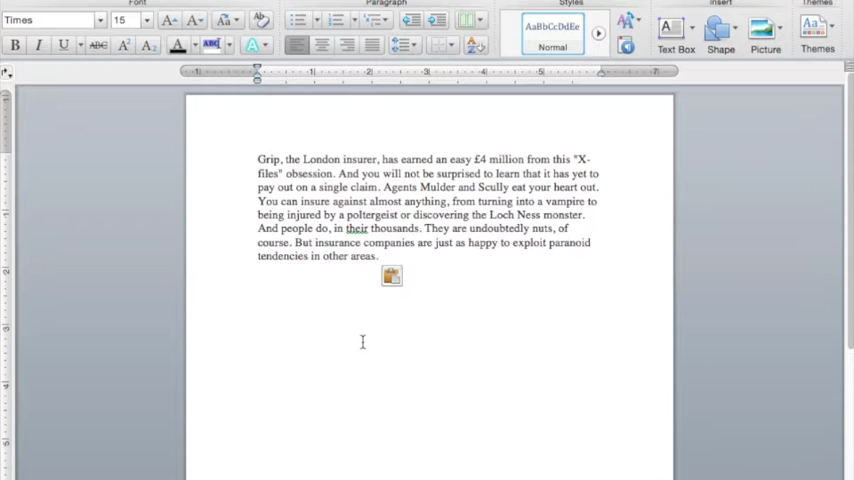 Font
Paragraph
Styles
Insert
Themes
Times
15
AaBbCcDdEe
Normal
Text Box
Shape
Picture
Themes
Grip, the London insurer, has earned an easy £4 million from this "X-
files" obsession. And you will not be surprised to learn that it has yet to
pay out on a single claim. Agents Mulder and Scully eat your heart out.
You can insure against almost anything, from turning into a vampire to
being injured by a poltergeist or discovering the Loch Ness monster.
And people do, in their thousands. They are undoubtedly nuts, of
course. But insurance companies are just as happy to exploit paranoid
tendencies in other areas.